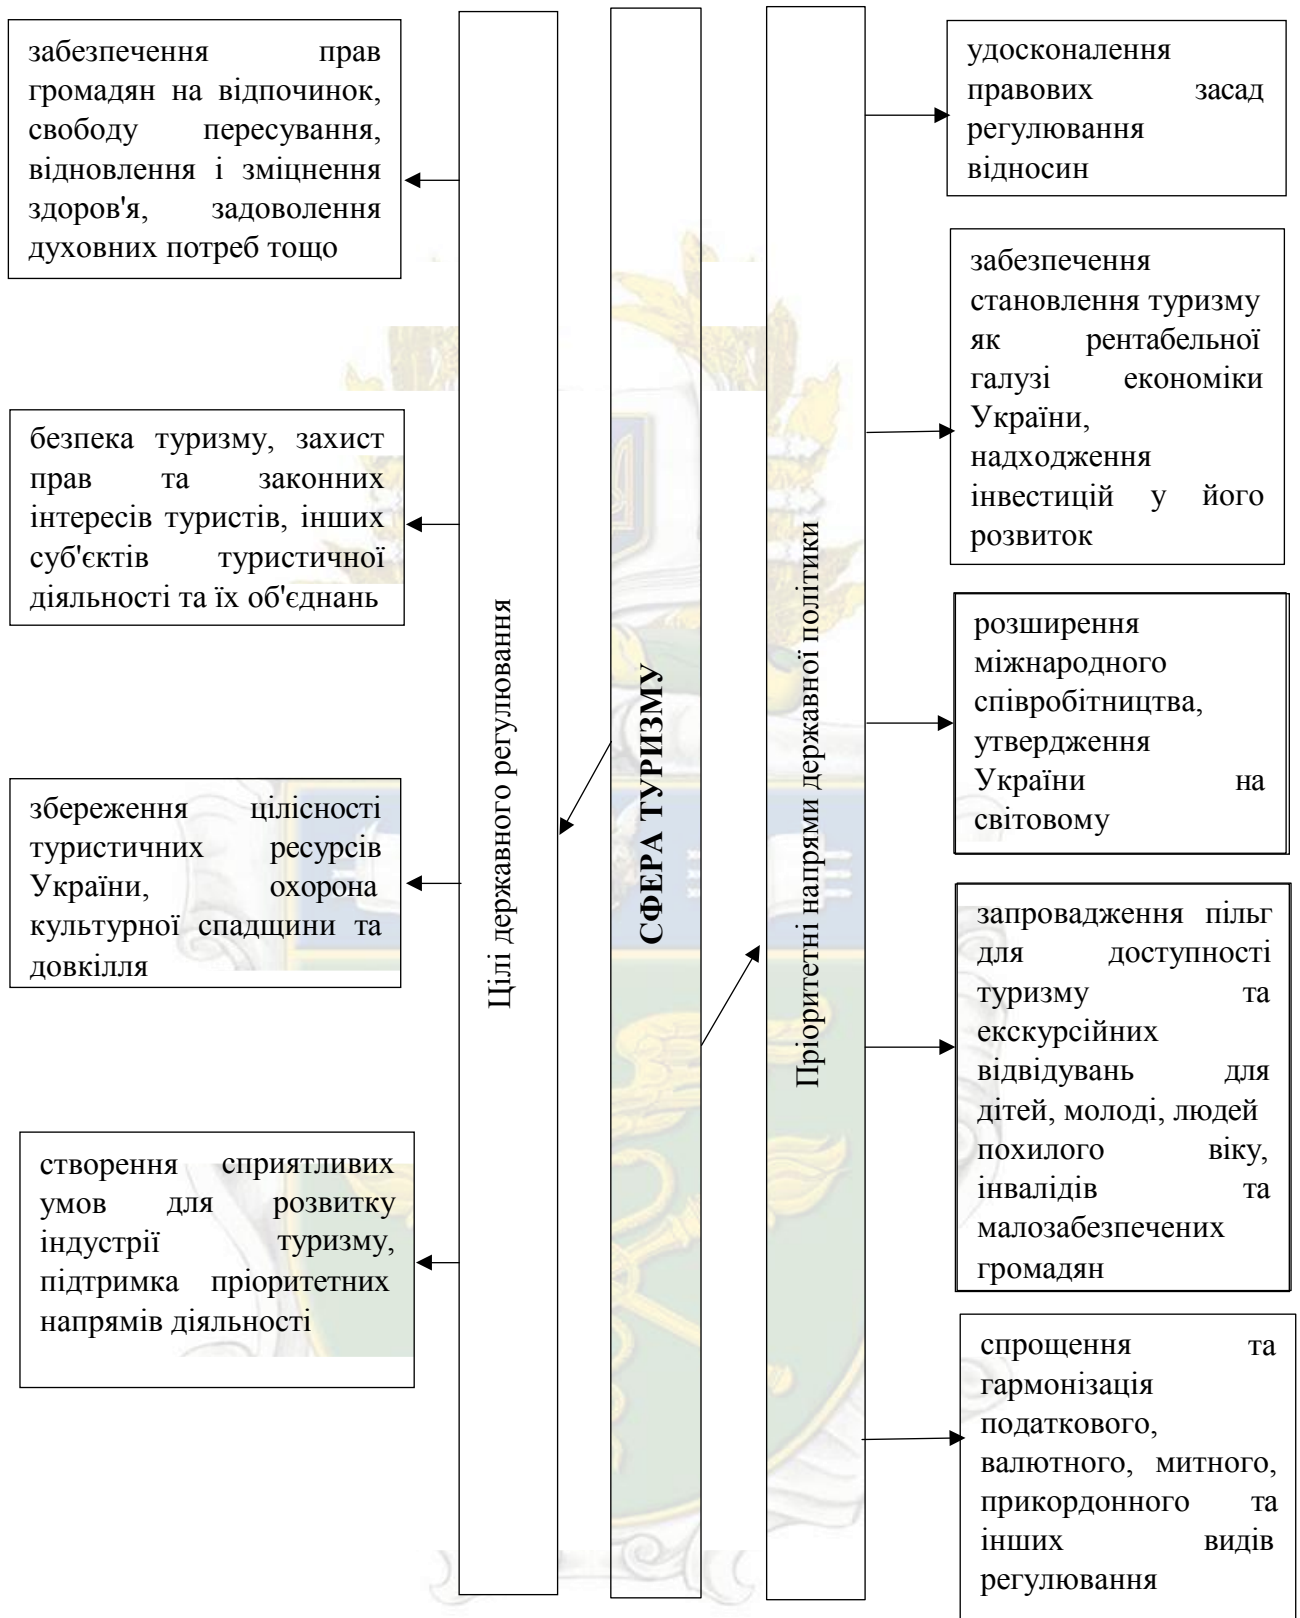 забезпечення прав
громадян на відпочинок,
свободу пересування,
відновлення і зміцнення
здоров'я, задоволення
духовних потреб тощо
безпека туризму, захист
прав та законних
інтересів туристів, інших
суб'єктів туристичної
діяльності та їх об'єднань
збереження цілісності
туристичних ресурсів
України, охорона
культурної спадщини та
довкілля
створення сприятливих
умов для розвитку
індустрії туризму,
підтримка пріоритетних
напрямів діяльності
Цілі державного регулювання
СФЕРА ТУРИЗМУ
Пріоритетні напрями державної політики
удосконалення
правових засад
регулювання
відносин
забезпечення
становлення туризму
як рентабельної
галузі економіки
України,
надходження
інвестицій у його
розвиток
розширення
міжнародного
співробітництва,
утвердження
України на
світовому
запровадження пільг
для доступності
туризму та
екскурсійних
відвідувань для
дітей, молоді, людей
похилого віку,
інвалідів та
малозабезпечених
громадян
спрощення та
гармонізація
податкового,
валютного, митного,
прикордонного та
інших видів
регулювання